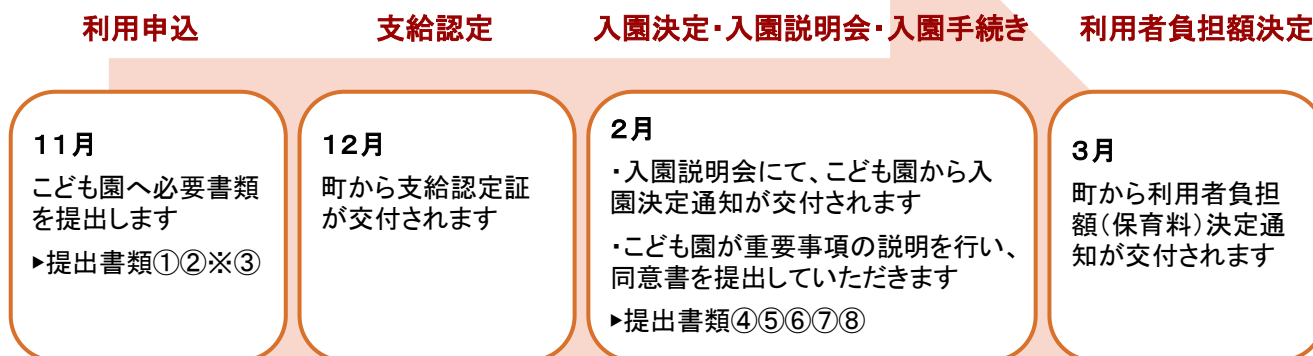 利用申込
支給認定
入園決定・入園説明会・入園手続き
利用者負担額決定
11月
こども園へ必要書類
を提出します
▶提出書類①②※③
12月
町から支給認定証
が交付されます
2月
・入園説明会にて、こども園から入
園決定通知が交付されます
・こども園が重要事項の説明を行い、
同意書を提出していただきます
▶提出書類④⑤⑥⑦⑧
3月
町から利用者負担
額(保育料)決定通
知が交付されます